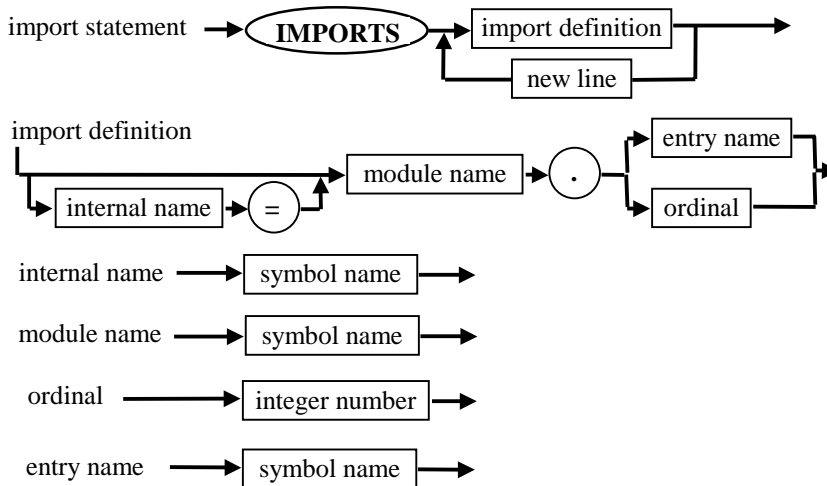 import statement IMPORTS import definition
new line
import definition
module name . entry name
internal name = ordinal
internal name symbol name
module name symbol name
ordinal integer number
entry name symbol name